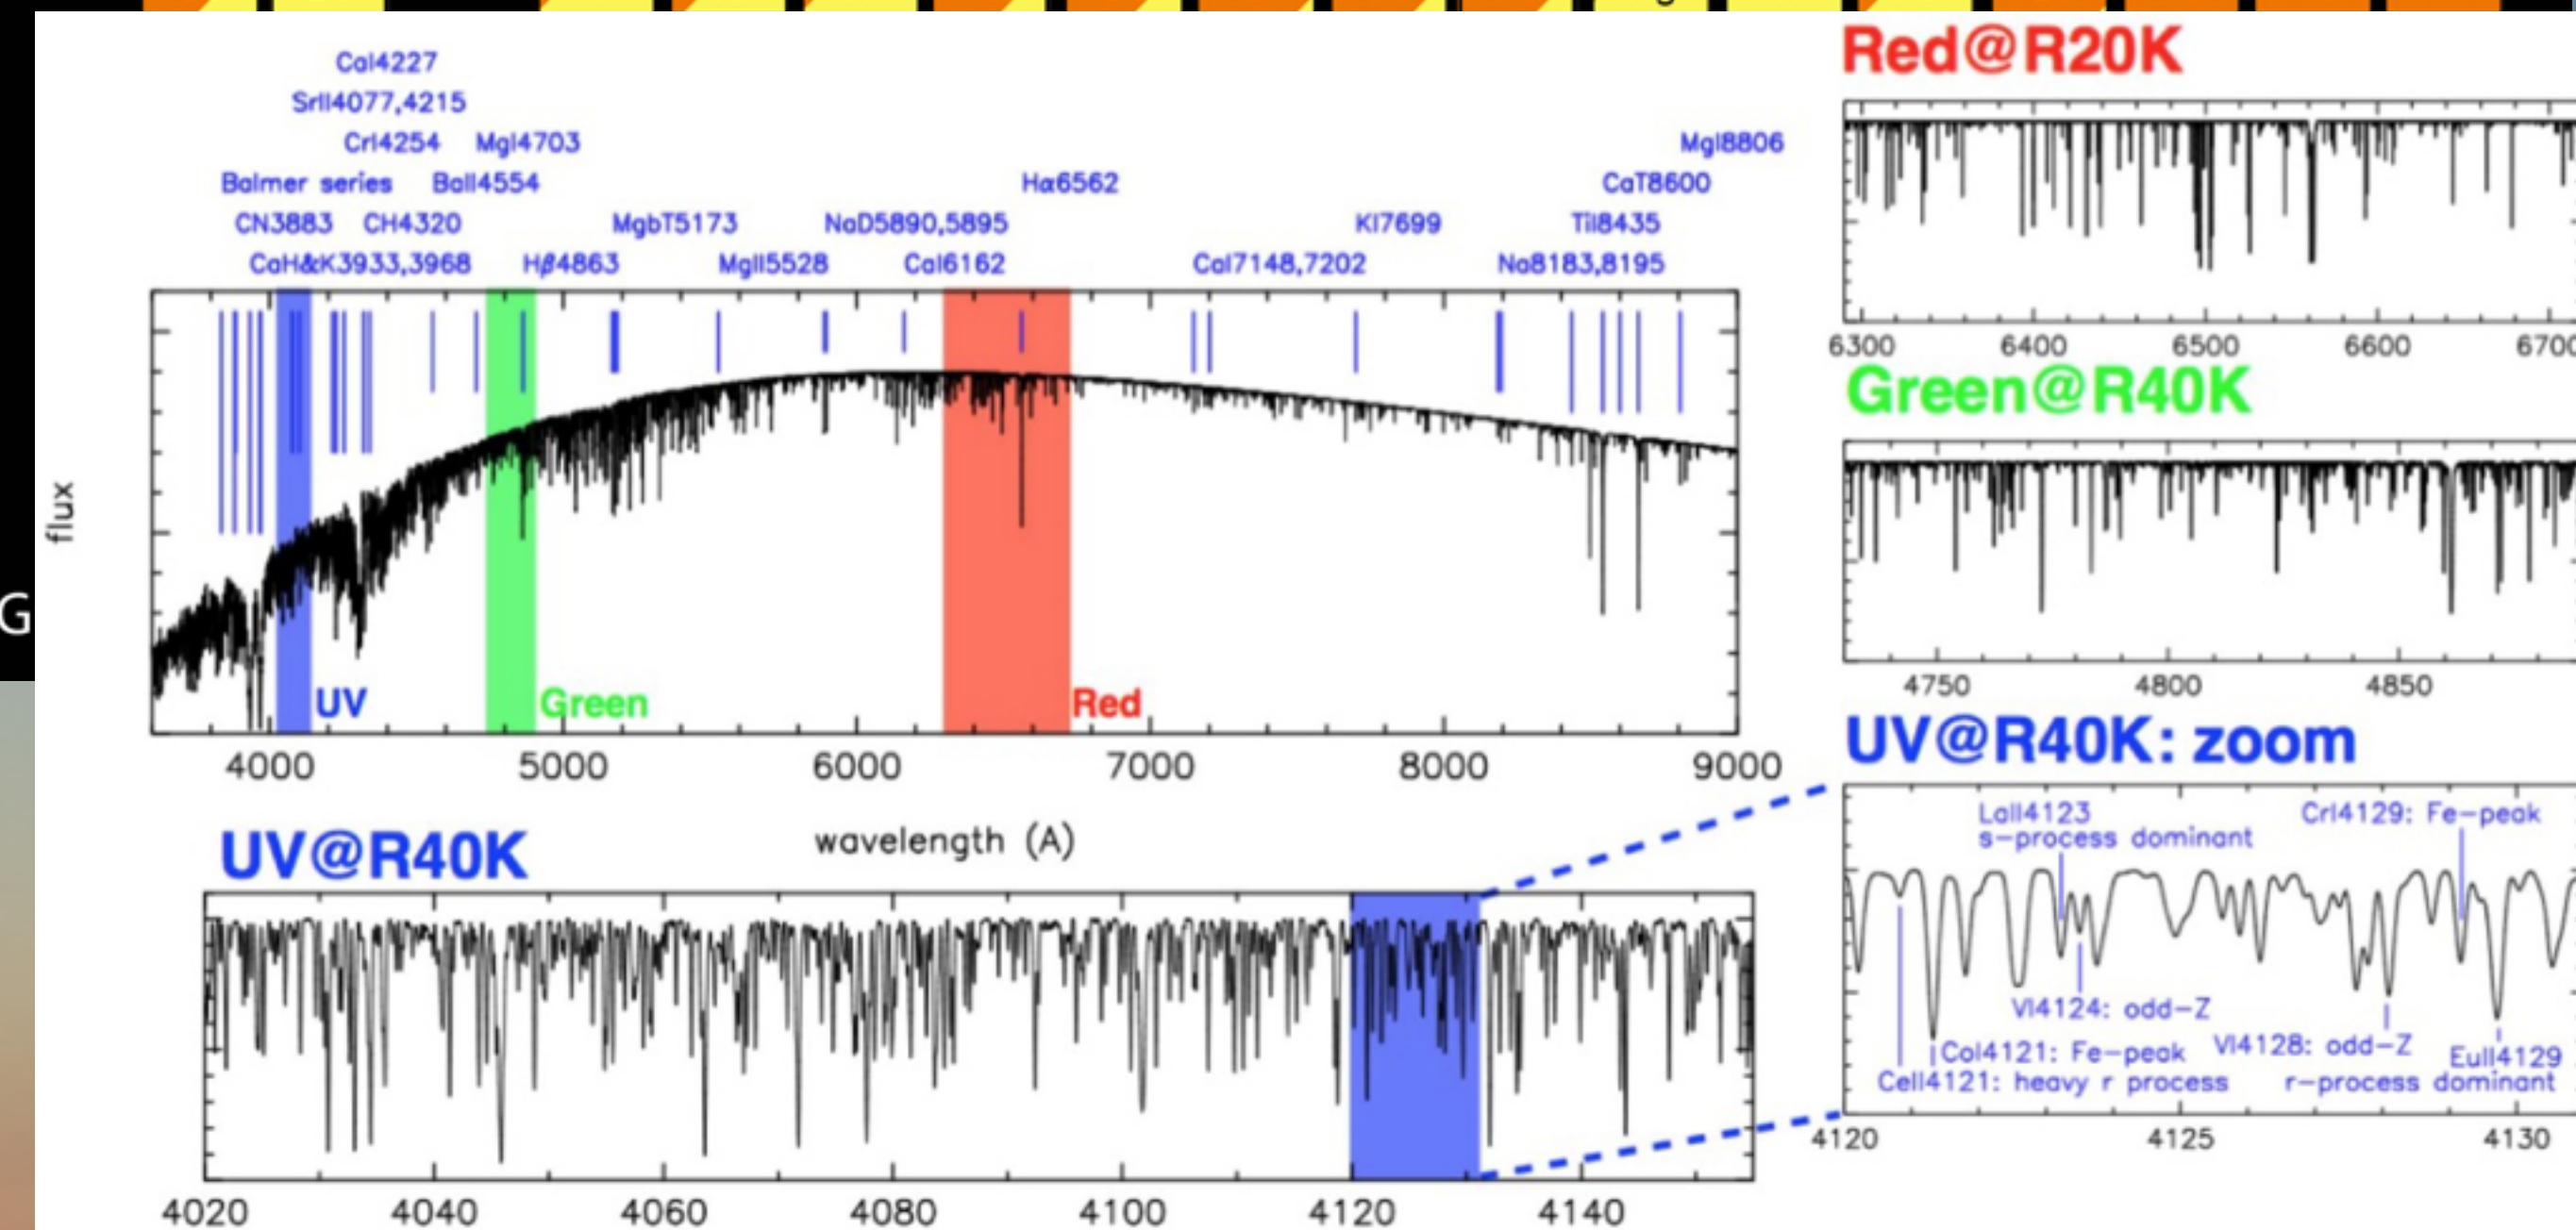 CaI4227
SrII4077,4215
CrI4254 MgI4703
MgI8806
Balmer series BaII4554 Hα6562 CaT8600
CN3883 CH4320 MgbT5173 NaD5890,5895 KI7699 TiI8435
CaH&K3933,3968 Hβ4863 MgII5528 CaI6162 CaI7148,7202 Na8183,8195
flux
UV Green Red
4000 5000 6000 7000 8000 9000
wavelength (A)
UV@R40K
4020 4040 4060 4080 4100 4120 4140
Red@R20K
6300 6400 6500 6600 6700
Green@R40K
4750 4800 4850
UV@R40K: zoom
LaII4123 CrI4129: Fe-peak
s-process dominant
VI4124: odd-Z
CoI4121: Fe-peak VI4128: odd-Z EuII4129
CeII4121: heavy r process r-process dominant
4120 4125 4130
G